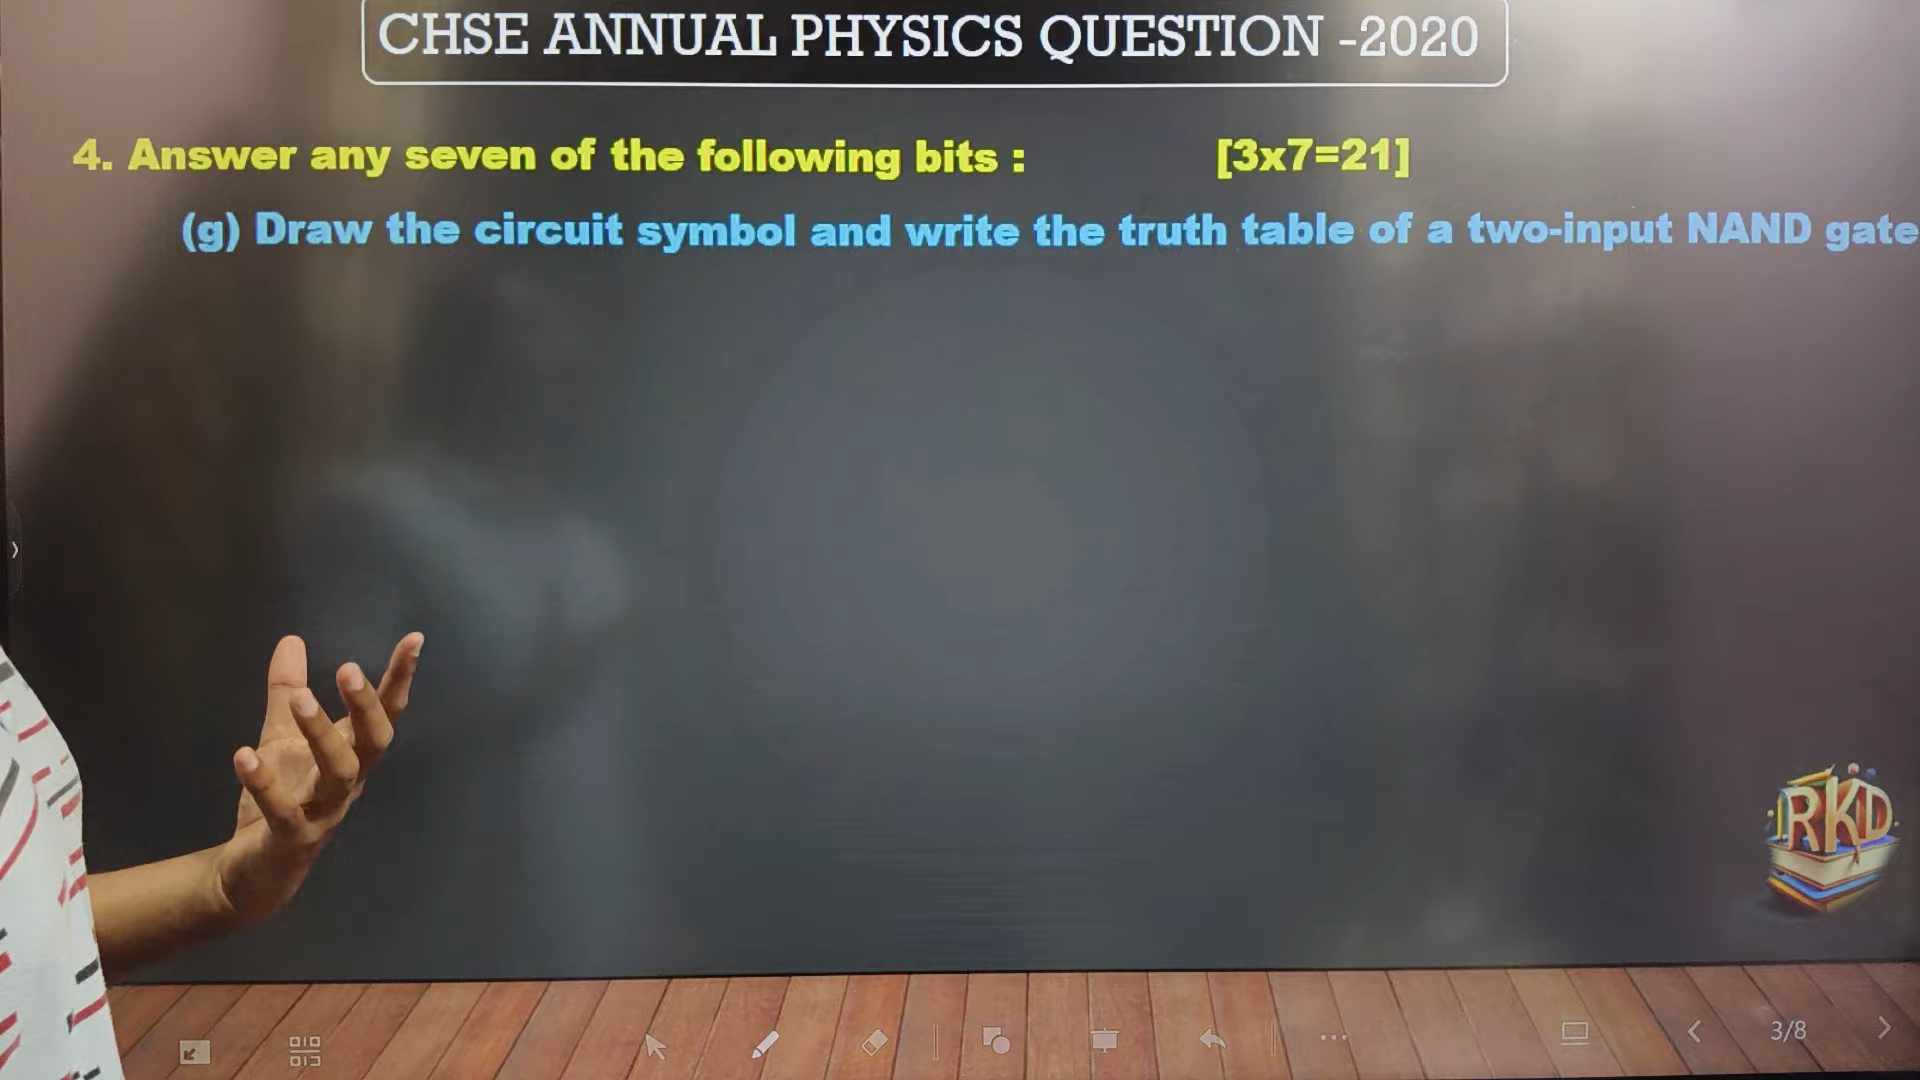 CHSE ANNUAL PHYSICS QUESTION -2020
4. Answer any seven of the following bits : [3x7=21]
(g) Draw the circuit symbol and write the truth table of a two-input NAND gate
RKD
3/8